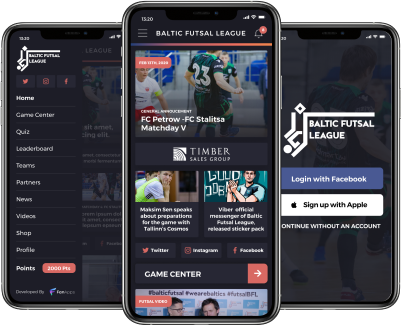 15:20
BALTIC FUTSAL
LEAGUE
Home
Game Center
Quiz
Leaderboard
Teams
Partners
News
Videos
Shop
Profile
Points 2000 Pts
Developed By FanApps
15:20
BALTIC FUTSAL LEAGUE
FEB 15TH, 2020
GENERAL ANNOUCEMENT
FC Petrow -FC Stalitsa
Matchday V
TIMBER
SALES GROUP
Maksim Sen speaks
about preparations
for the game with
Tallinn's Cosmos
Viber official
messenger of Baltic
Futsal League,
released sticker pack
Twitter
Instagram
Facebook
GAME CENTER
FUTSAL VIDEO
#balticfutsal #wearebaltics #futsalBFL
BALTIC FUTSAL
LEAGUE
Login with Facebook
Sign up with Apple
CONTINUE WITHOUT AN ACCOUNT